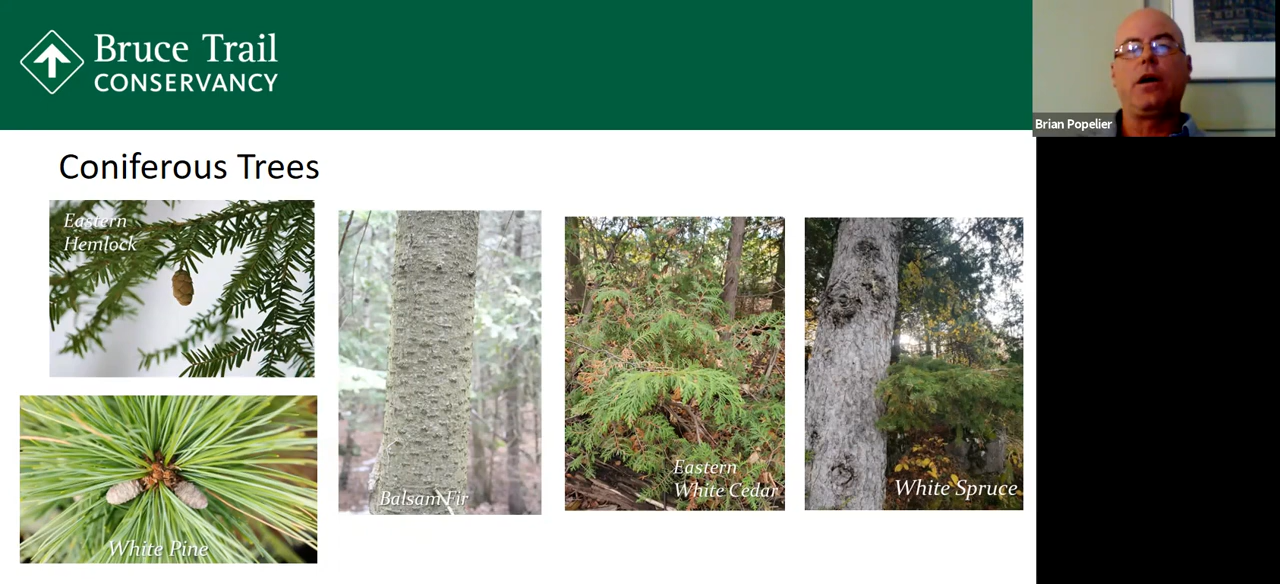 Bruce Trail
CONSERVANCY
Brian Popelier
Coniferous Trees
Eastern
Hemlock
White Pine
Balsam Fir
Eastern
White Cedar
White Spruce